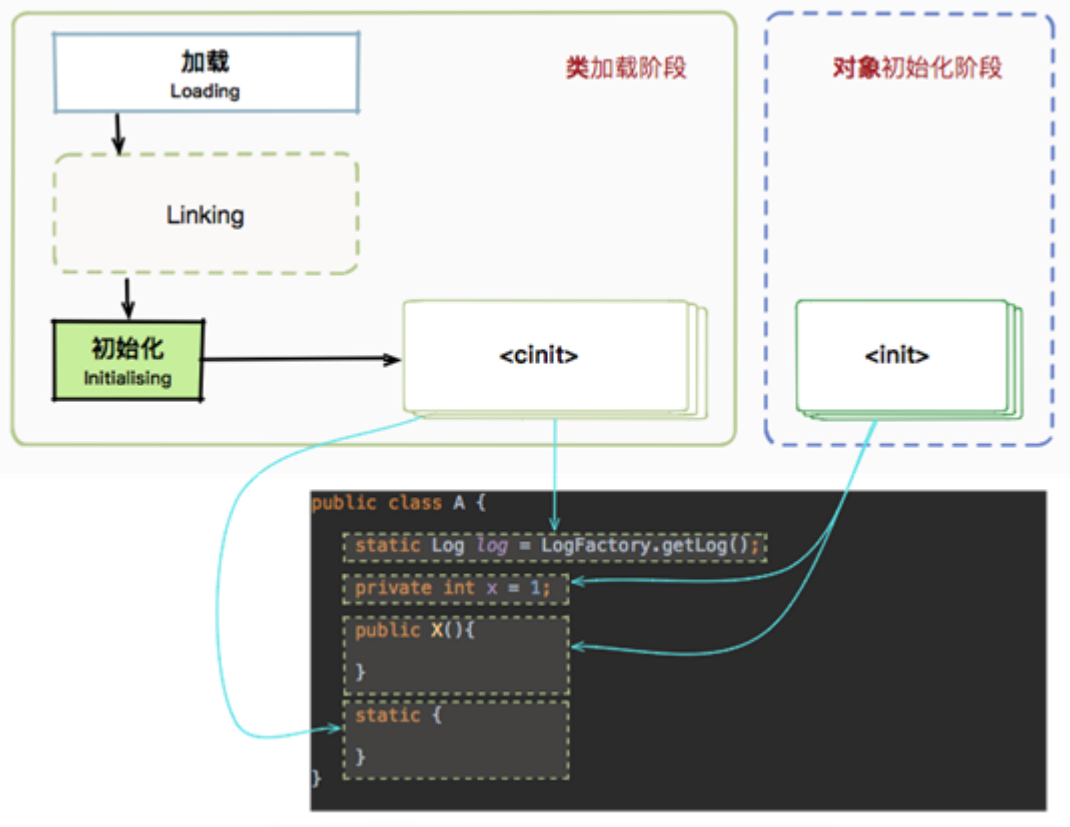 加载
Loading
类加载阶段
对象初始化阶段
Linking
初始化
Initialising
<cinit>
<init>
public class A {
static Log log = LogFactory.getLog();
private int x = 1;
public X(){
}
static {
}
}